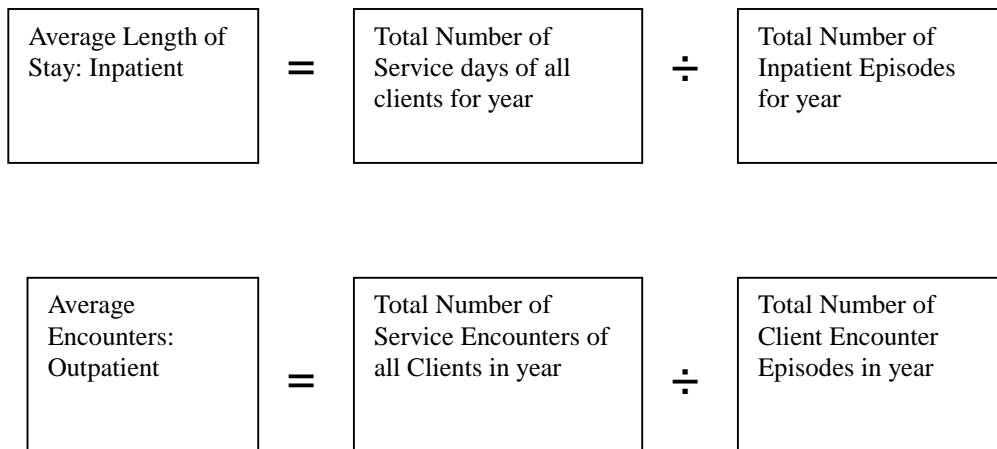 Average Length of
Stay: Inpatient
=
Total Number of
Service days of all
clients for year
÷
Total Number of
Inpatient Episodes
for year
Average
Encounters:
Outpatient
=
Total Number of
Service Encounters of
all Clients in year
÷
Total Number of
Client Encounter
Episodes in year